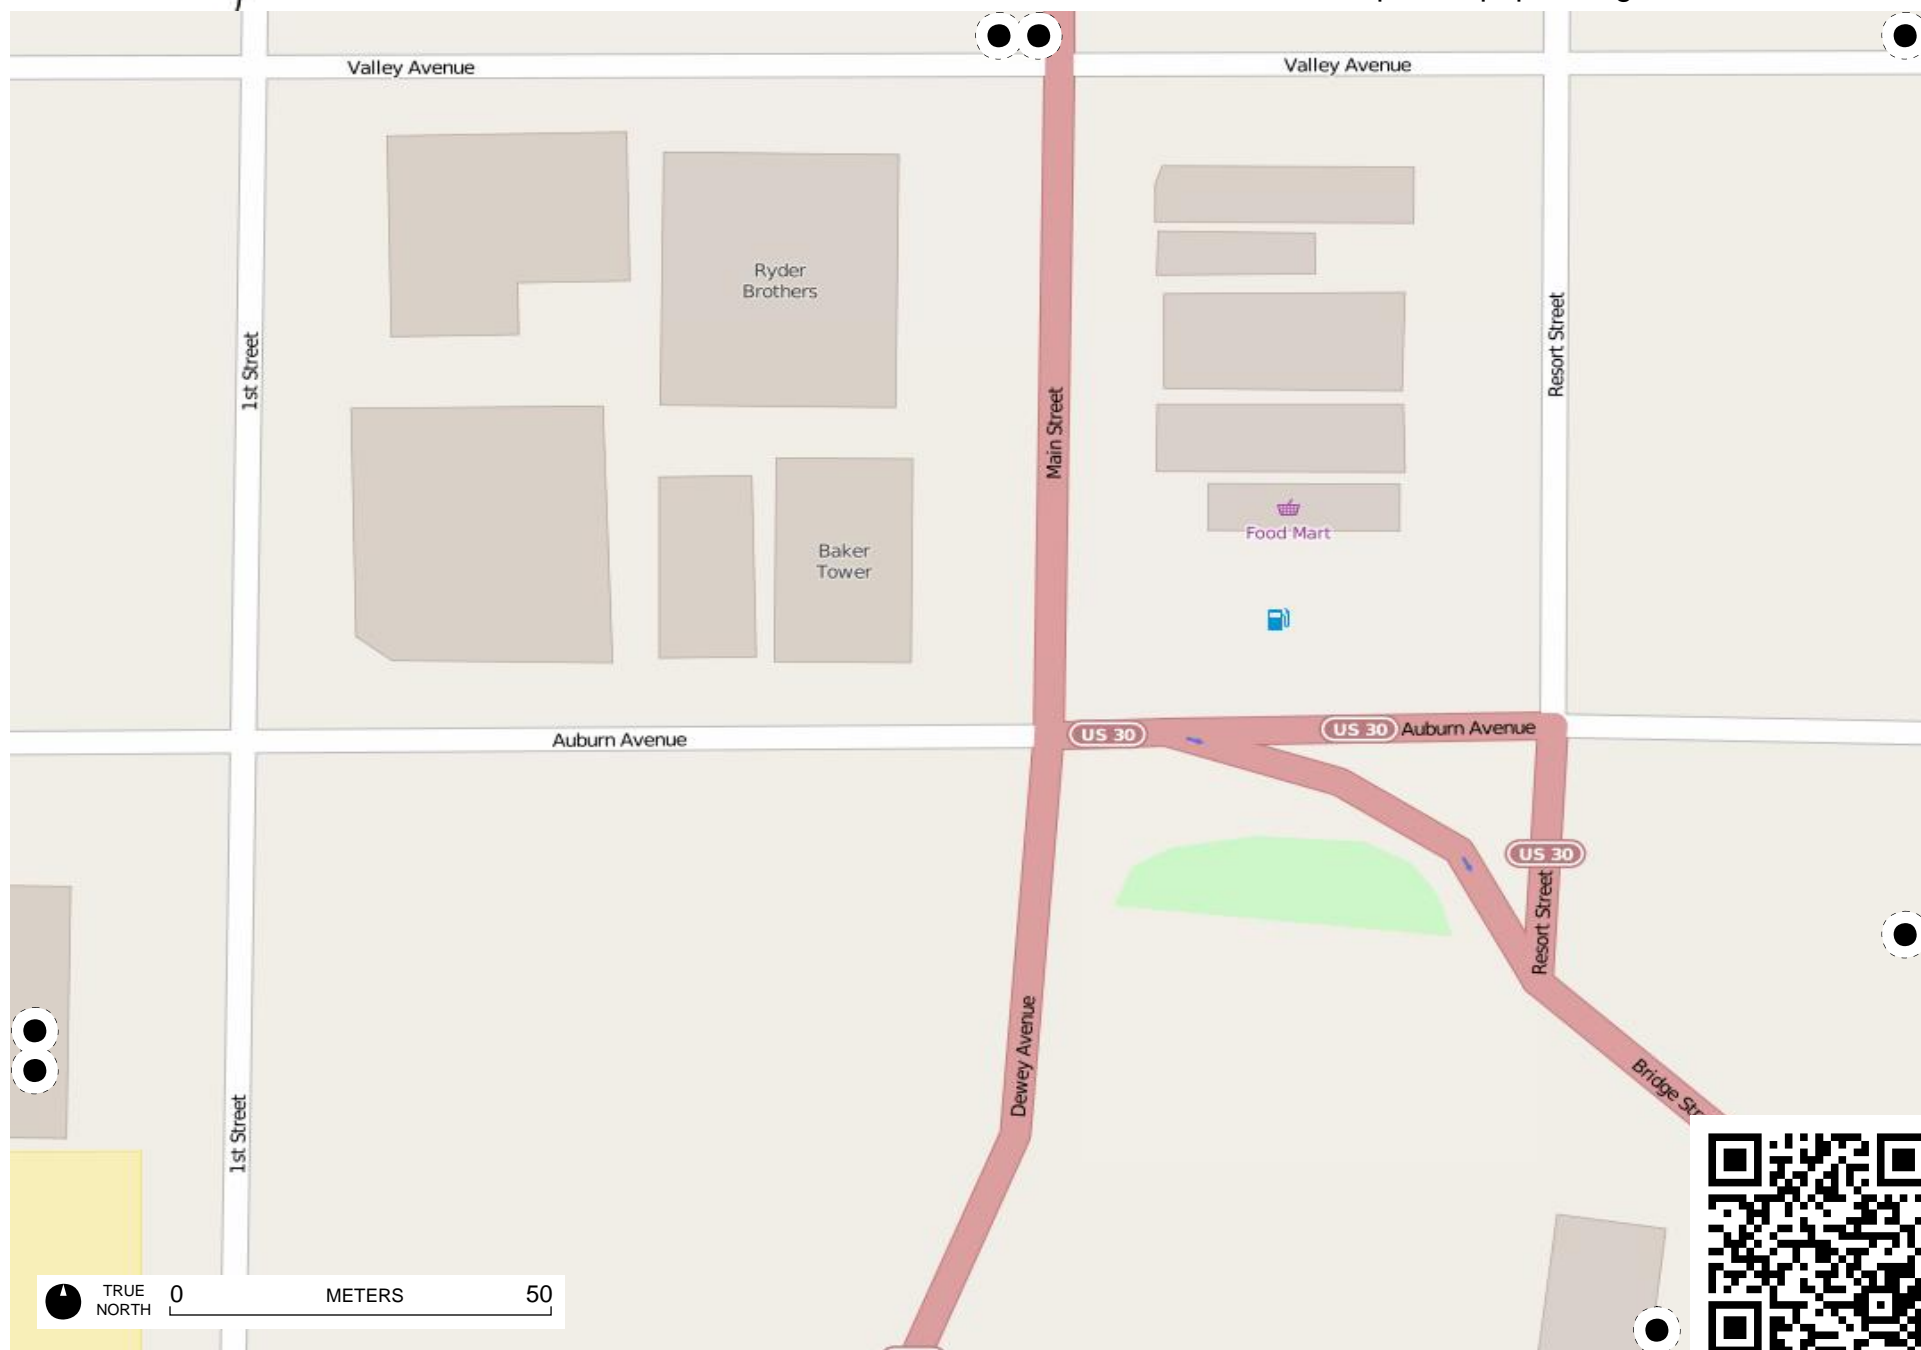 Valley Avenue
Valley Avenue
Ryder
Brothers
1st Street
Main Street
Resort Street
Food Mart
Baker
Tower
Auburn Avenue
US 30
US 30
Auburn Avenue
US 30
Resort Street
Dewey Avenue
Bridge
1st Street
TRUE
NORTH
0
METERS
50